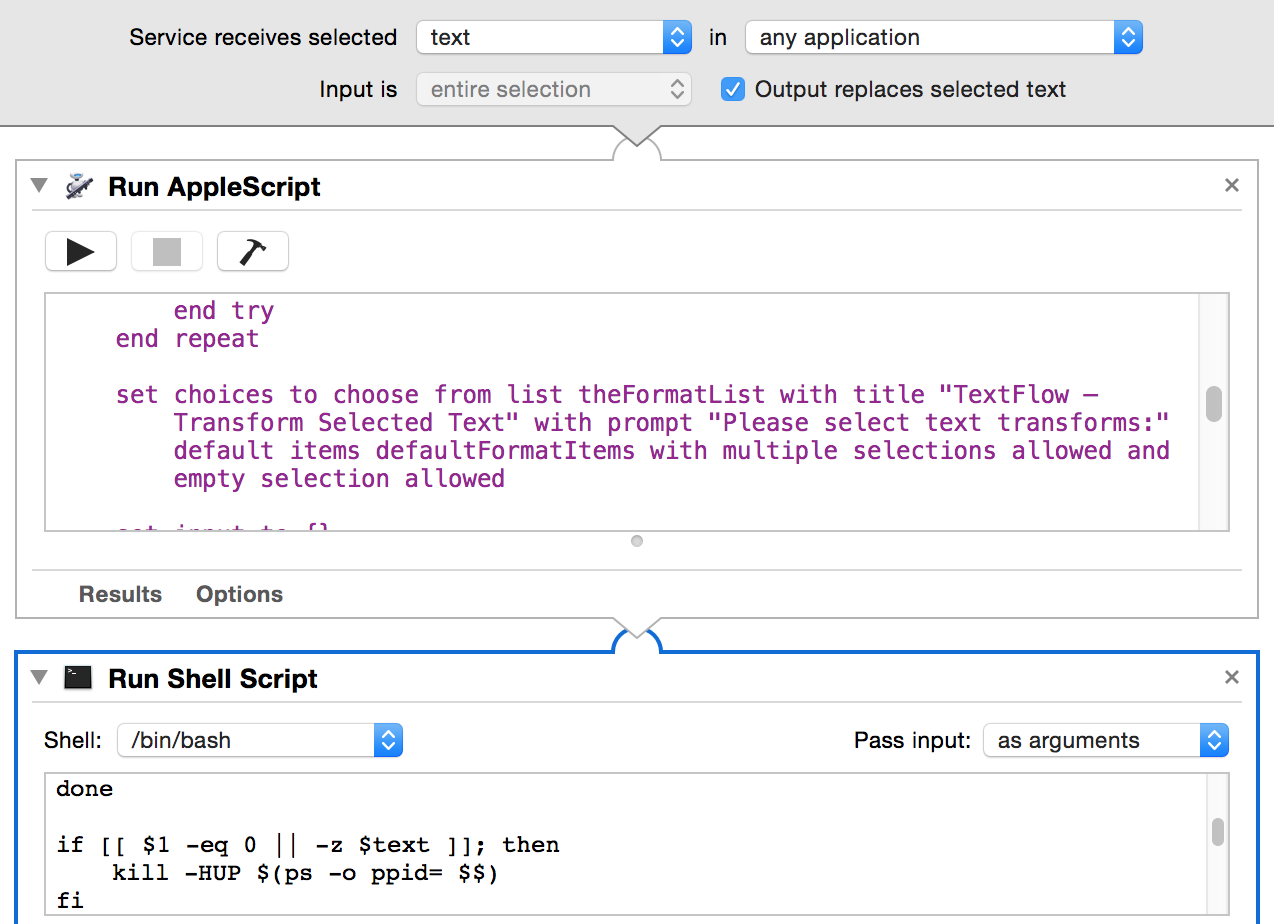 Service receives selected text in any application
Input is entire selection Output replaces selected text
Run AppleScript
end try
end repeat
set choices to choose from list theFormatList with title "TextFlow —
Transform Selected Text" with prompt "Please select text transforms:"
default items defaultFormatItems with multiple selections allowed and
empty selection allowed
set input to {}
Results Options
Run Shell Script
Shell: /bin/bash Pass input: as arguments
done
if [[ $1 -eq 0 || -z $text ]]; then
kill -HUP $(ps -o ppid= $$)
fi